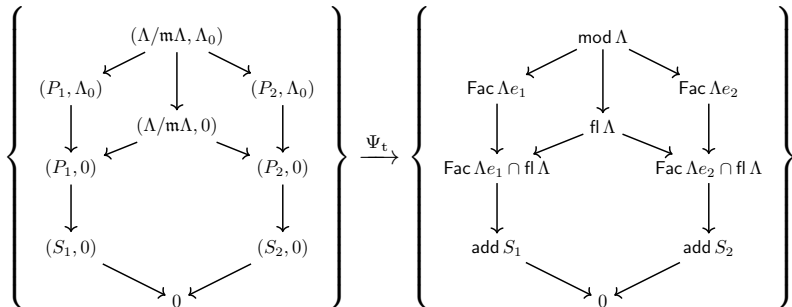 (Λ/𝔪Λ, Λ₀) mod Λ
(P₁, Λ₀) (P₂, Λ₀) Fac Λe₁ Fac Λe₂
(Λ/𝔪Λ, 0) fl Λ
(P₁, 0) (P₂, 0) Ψₜ Fac Λe₁ ∩ fl Λ Fac Λe₂ ∩ fl Λ
(S₁, 0) (S₂, 0) add S₁ add S₂
0 0